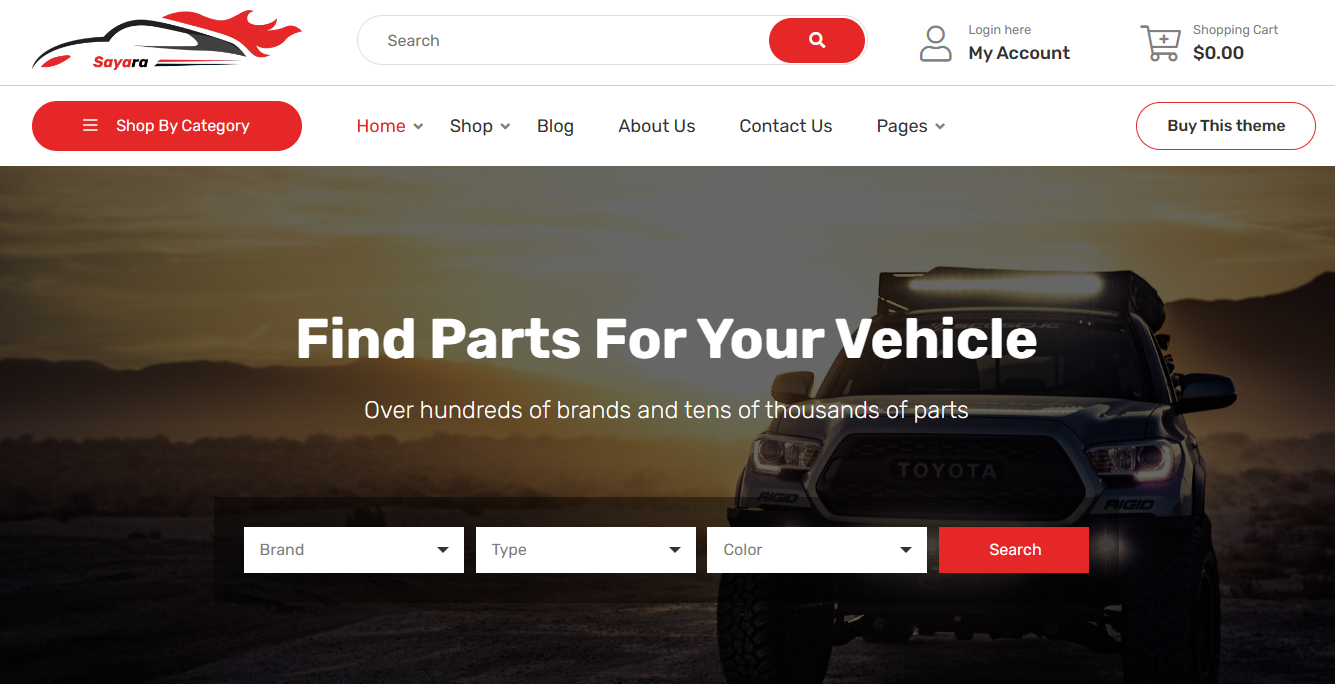 Sayara
Search
Login here
My Account
Shopping Cart
$0.00
Shop By Category
Home
Shop
Blog
About Us
Contact Us
Pages
Buy This theme
Find Parts For Your Vehicle
Over hundreds of brands and tens of thousands of parts
TOYOTA
RIGID
RIGID
Brand
Type
Color
Search